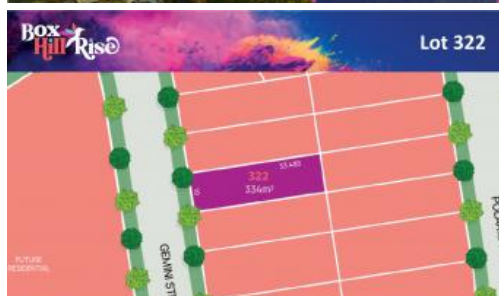 Box
Hill Rise
Lot 322
33.485
322
334m²
FUTURE
RESIDENTIAL
GEMINI ST